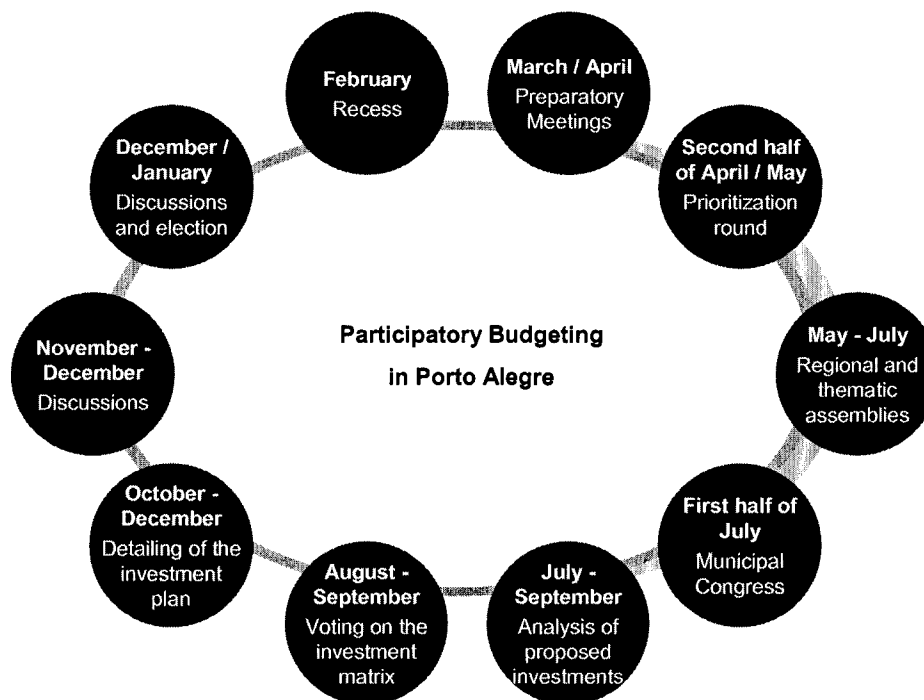 February
Recess
March / April
Preparatory
Meetings
Second half
of April / May
Prioritization
round
May - July
Regional and
thematic
assemblies
First half of
July
Municipal
Congress
July -
September
Analysis of
proposed
investments
August -
September
Voting on the
investment
matrix
October -
December
Detailing of the
investment
plan
November -
December
Discussions
December /
January
Discussions
and election
Participatory Budgeting
in Porto Alegre